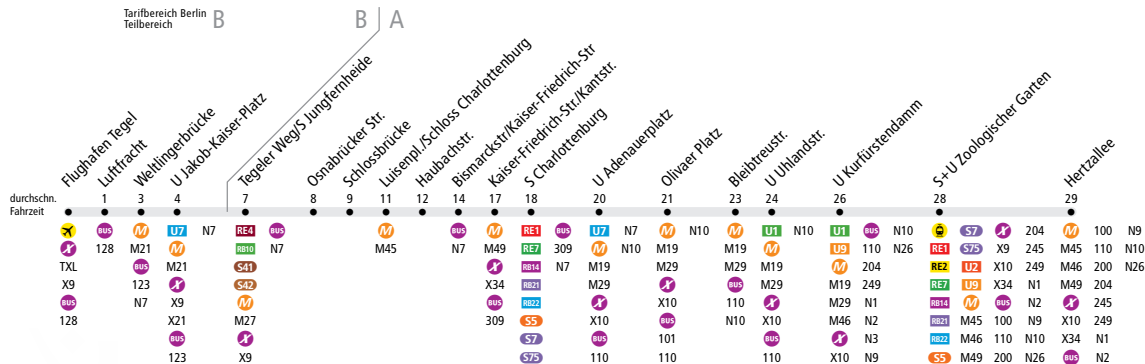 Tarifbereich Berlin
Teilbereich
B
B
A
Flughafen Tegel
Luftfracht
Weltlingerbrücke
U Jakob-Kaiser-Platz
Tegeler Weg/S Jungfernheide
Osnabrücker Str.
Schlossbrücke
Luisenpl./Schloss Charlottenburg
Haubachstr.
Bismarckstr/Kaiser-Friedrich-Str
Kaiser-Friedrich-Str./Kantstr.
S Charlottenburg
U Adenauerplatz
Olivaer Platz
Bleibtreustr.
U Uhlandstr.
U Kurfürstendamm
S+U Zoologischer Garten
Hertzallee
durchschn.
Fahrzeit
1 3 4 7 8 9 11 12 14 17 18 20 21 23 24 26 28 29
X
TXL
X9
BUS
128
BUS
128
M
M21
BUS
123
N7
U7 N7
M
M21
X
X9
X21
BUS
123
RE4 BUS
RB10 N7
S41
S42
M
M27
X
X9
M
M45
BUS
N7
M
M49
X
X34
BUS
309
RE1 BUS
RE7 309
RB14 N7
RB21
RB22
S5
S7
S75
U7 N7
M N10
M19
M29
X
X10
BUS
110
M N10
M19
M29
X
X10
BUS
101
110
M
M19
M29
BUS
110
N10
U1 N10
M
M19
M29
X
X10
BUS
110
U1 BUS N10
U9 110 N26
M 204
M19 249
M29 N1
M46 N2
X N3
X10 N9
S7 X 204
RE1 S75 X9 245
RE2 U2 X10 249
RE7 U9 X34 N1
RB14 M BUS N2
RB21 M45 100 N9
RB22 M46 110 N10
S5 M49 200 N26
M 100 N9
M45 110 N10
M46 200 N26
M49 204
X 245
X10 249
X34 N1
BUS N2